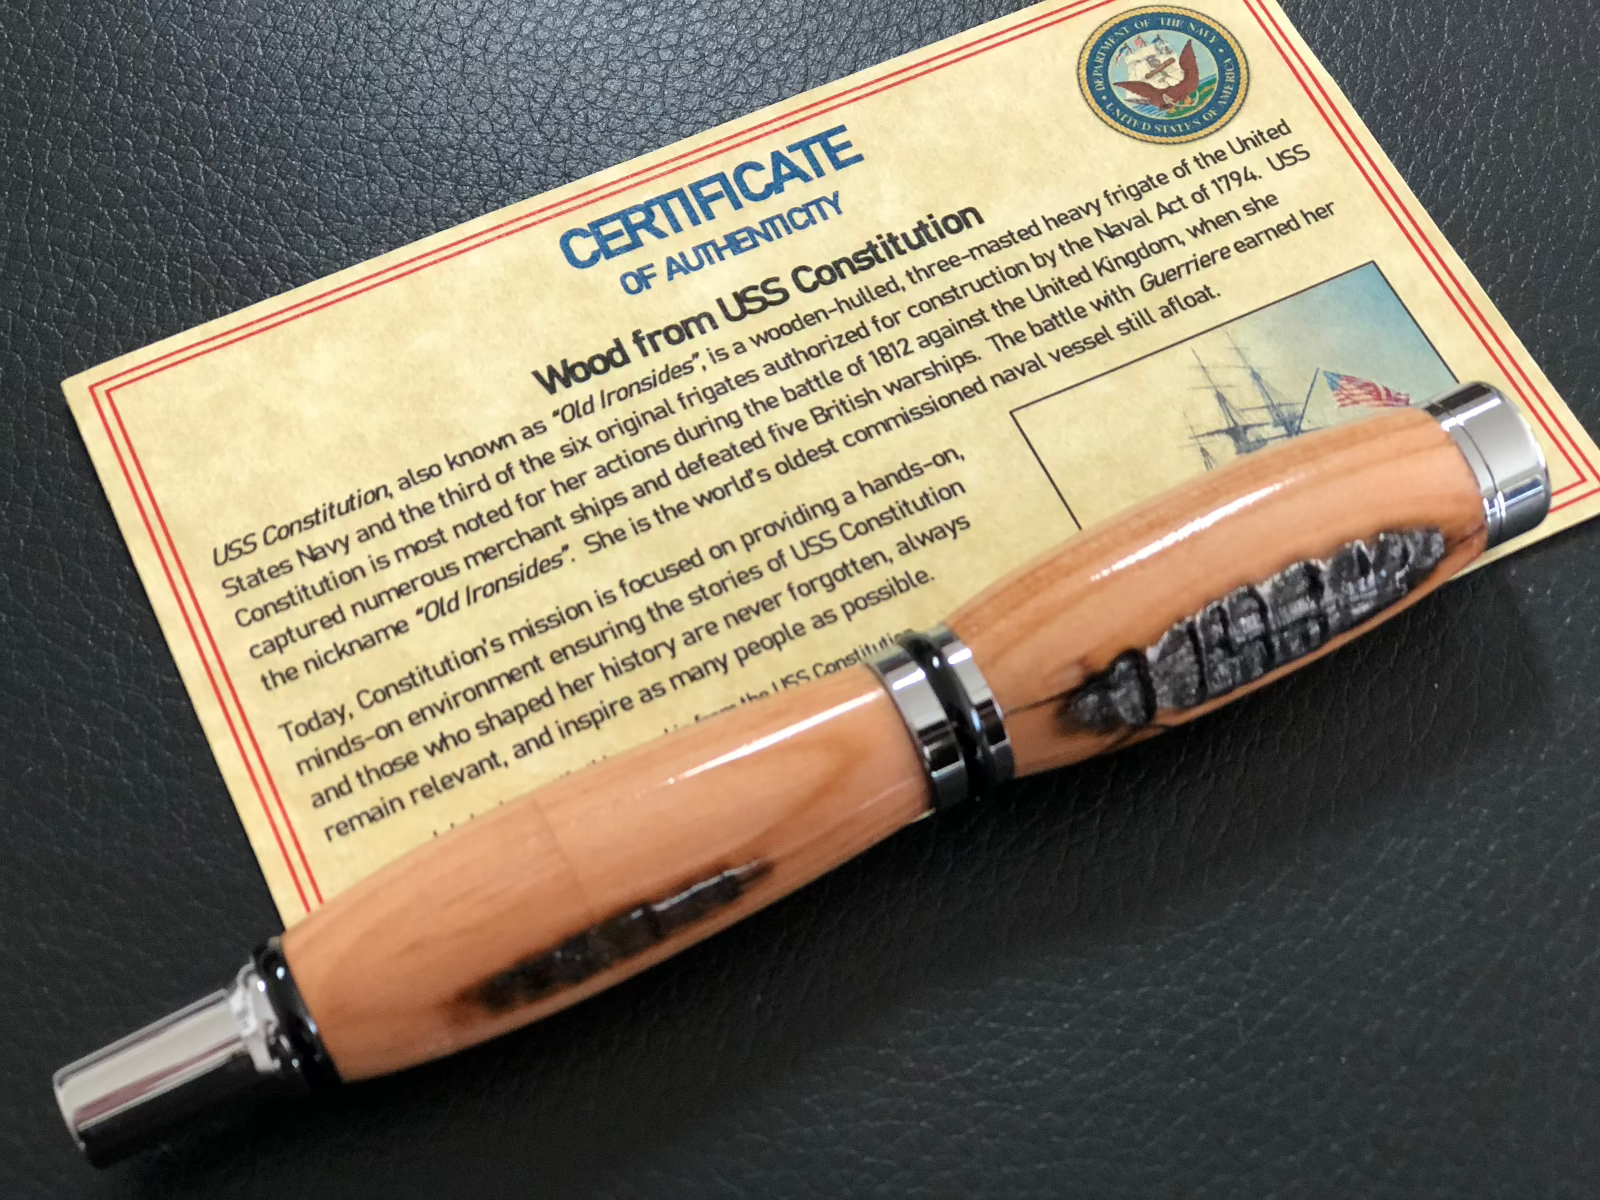 DEPARTMENT OF THE NAVY
UNITED STATES OF AMERICA
CERTIFICATE
OF AUTHENTICITY
Wood from USS Constitution
USS Constitution, also known as "Old Ironsides", is a wooden-hulled, three-masted heavy frigate of the United
States Navy and the third of the six original frigates authorized for construction by the Naval Act of 1794. USS
Constitution is most noted for her actions during the battle of 1812 against the United Kingdom, when she
captured numerous merchant ships and defeated five British warships. The battle with Guerriere earned her
the nickname "Old Ironsides". She is the world's oldest commissioned naval vessel still afloat.
Today, Constitution's mission is focused on providing a hands-on,
minds-on environment ensuring the stories of USS Constitution
and those who shaped her history are never forgotten, always
remain relevant, and inspire as many people as possible.
is from the USS Constitution